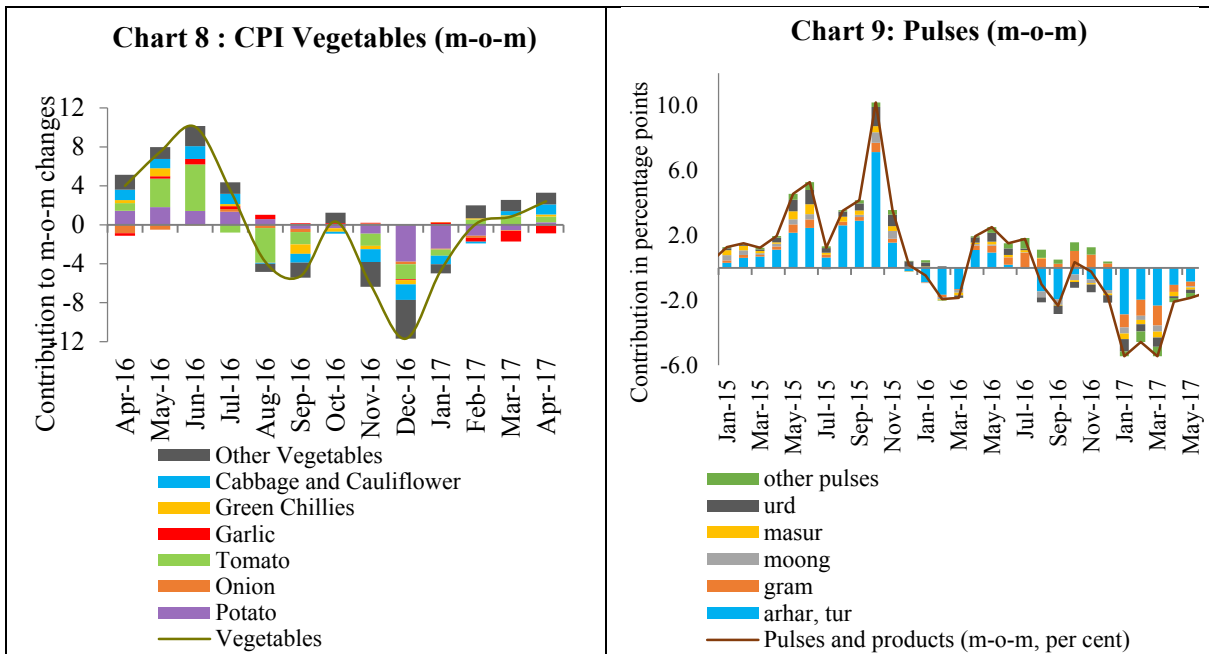 Chart 8 : CPI Vegetables (m-o-m)
Contribution to m-o-m changes
12
8
4
0
-4
-8
-12
Apr-16
May-16
Jun-16
Jul-16
Aug-16
Sep-16
Oct-16
Nov-16
Dec-16
Jan-17
Feb-17
Mar-17
Apr-17
Other Vegetables
Cabbage and Cauliflower
Green Chillies
Garlic
Tomato
Onion
Potato
Vegetables
Chart 9: Pulses (m-o-m)
Contribution in percentage points
10.0
6.0
2.0
-2.0
-6.0
Jan-15
Mar-15
May-15
Jul-15
Sep-15
Nov-15
Jan-16
Mar-16
May-16
Jul-16
Sep-16
Nov-16
Jan-17
Mar-17
May-17
other pulses
urd
masur
moong
gram
arhar, tur
Pulses and products (m-o-m, per cent)